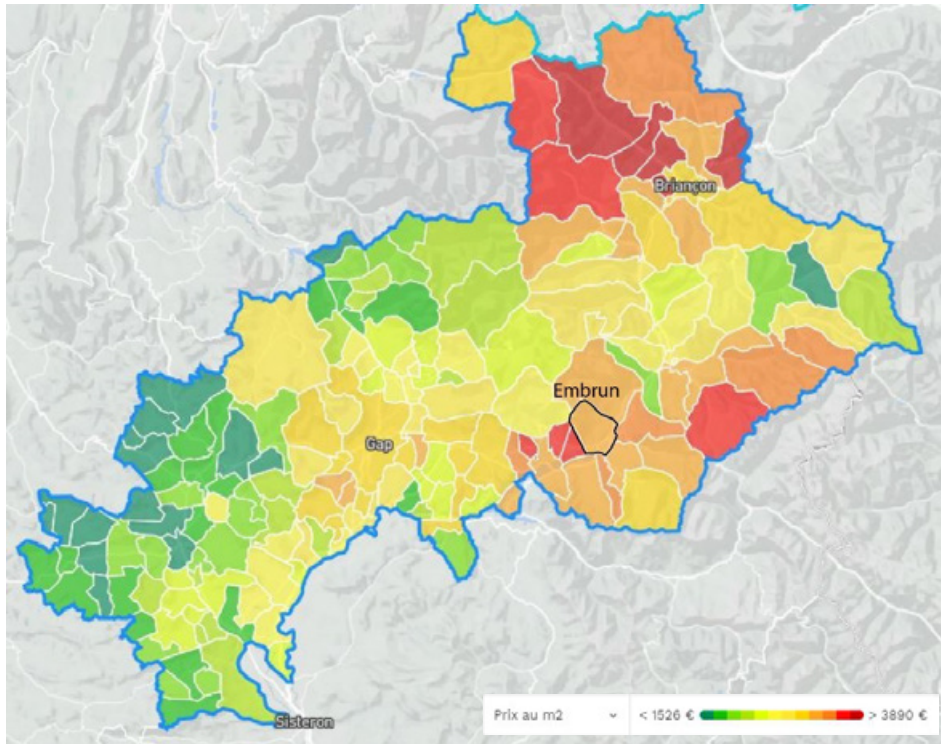 Briançon
Embrun
Gap
Sisteron
Prix au m2
< 1526 €
> 3890 €